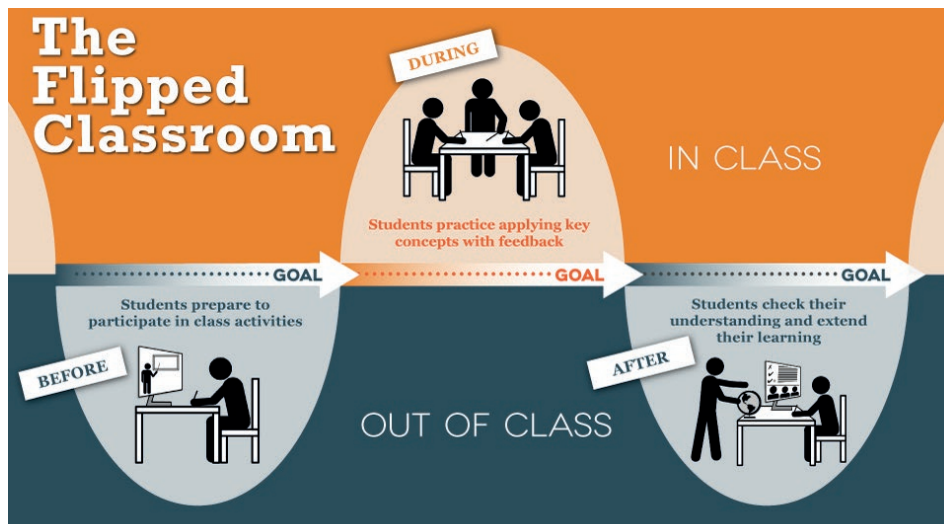 The
Flipped
Classroom
DURING
IN CLASS
Students practice applying key
concepts with feedback
GOAL
GOAL
GOAL
Students prepare to
participate in class activities
BEFORE
Students check their
understanding and extend
their learning
AFTER
OUT OF CLASS